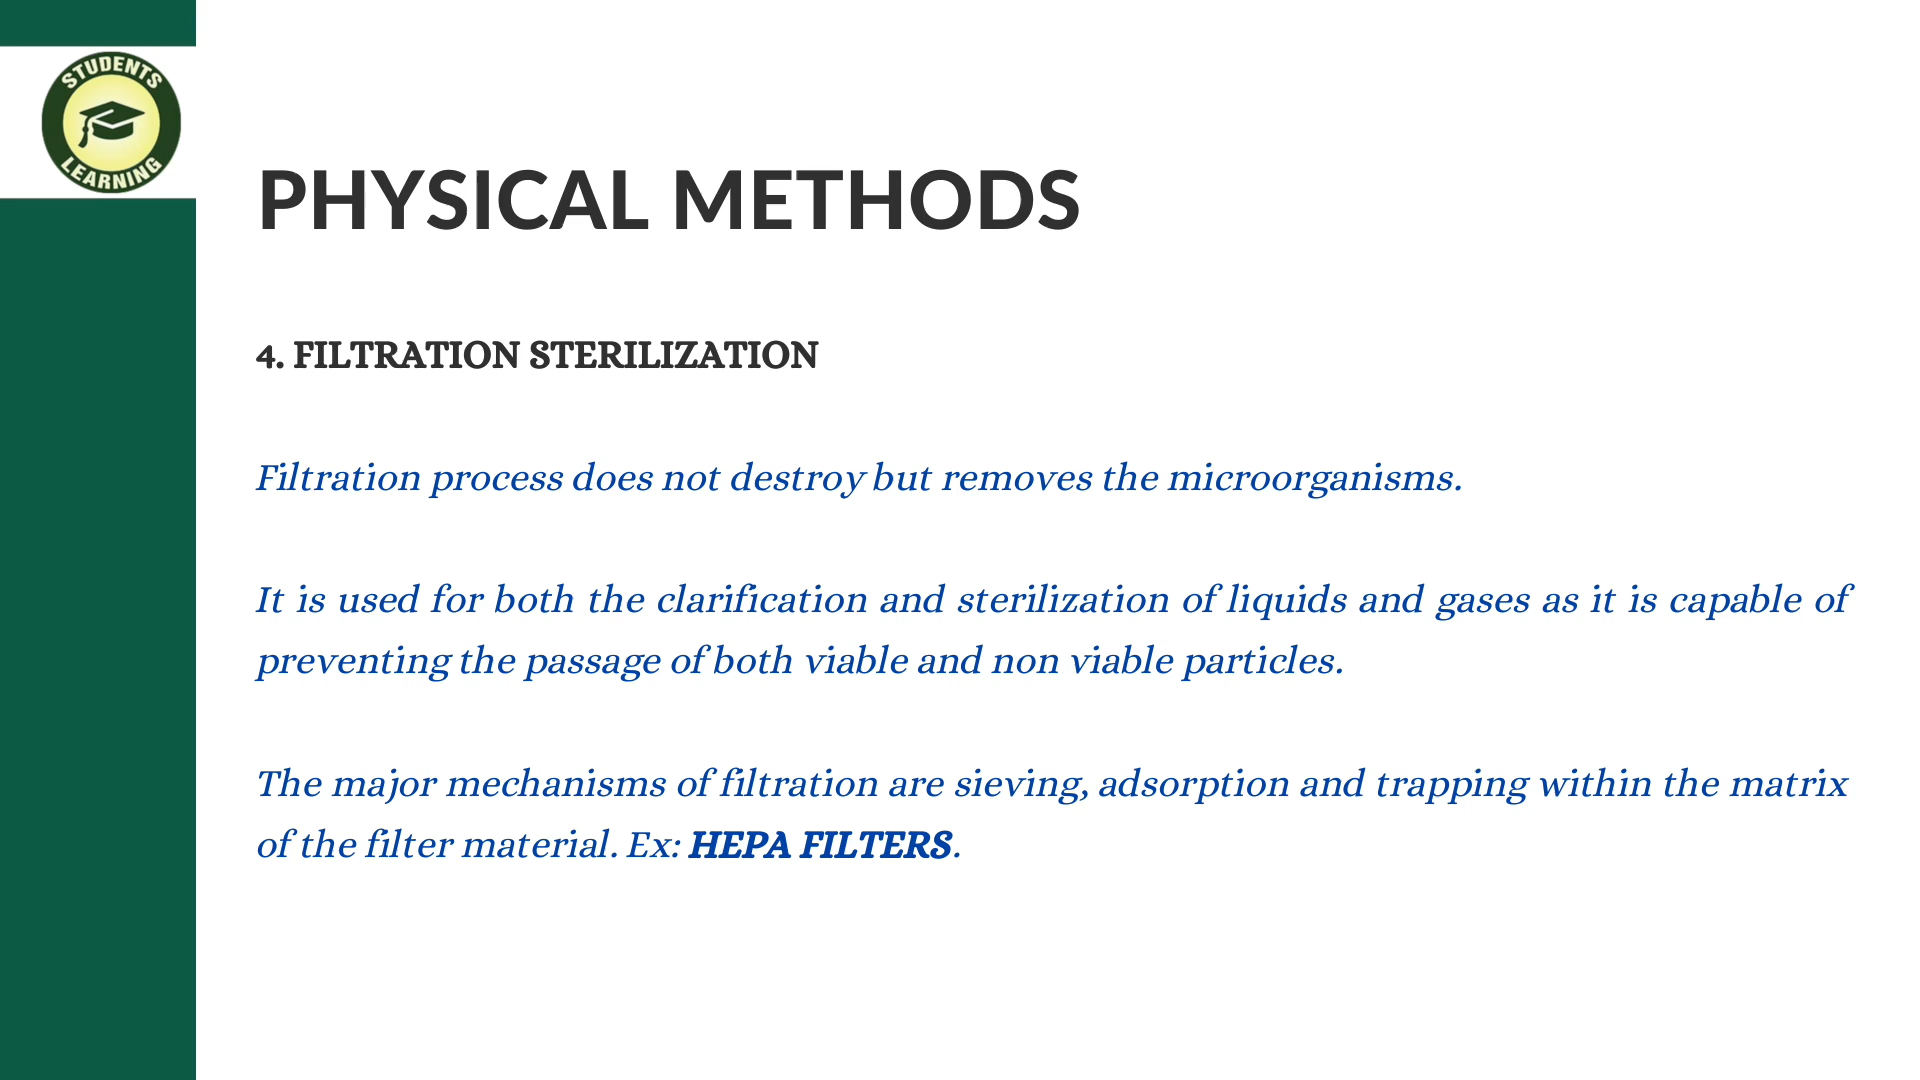 STUDENTS
LEARNING
PHYSICAL METHODS
4. FILTRATION STERILIZATION
Filtration process does not destroy but removes the microorganisms.
It is used for both the clarification and sterilization of liquids and gases as it is capable of
preventing the passage of both viable and non viable particles.
The major mechanisms of filtration are sieving, adsorption and trapping within the matrix
of the filter material. Ex: HEPA FILTERS.